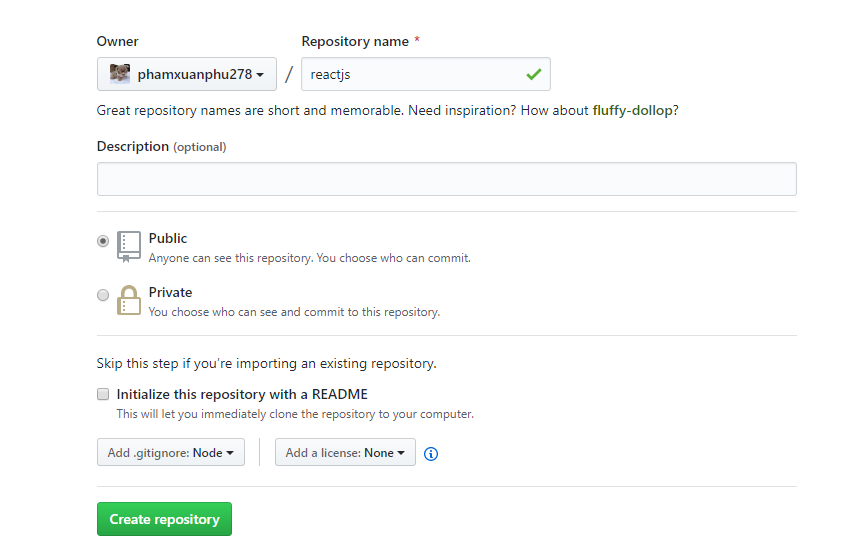 Owner
Repository name *
phamxuanphu278 / reactjs
Great repository names are short and memorable. Need inspiration? How about fluffy-dollop?
Description (optional)
Public
Anyone can see this repository. You choose who can commit.
Private
You choose who can see and commit to this repository.
Skip this step if you’re importing an existing repository.
Initialize this repository with a README
This will let you immediately clone the repository to your computer.
Add .gitignore: Node
Add a license: None
Create repository